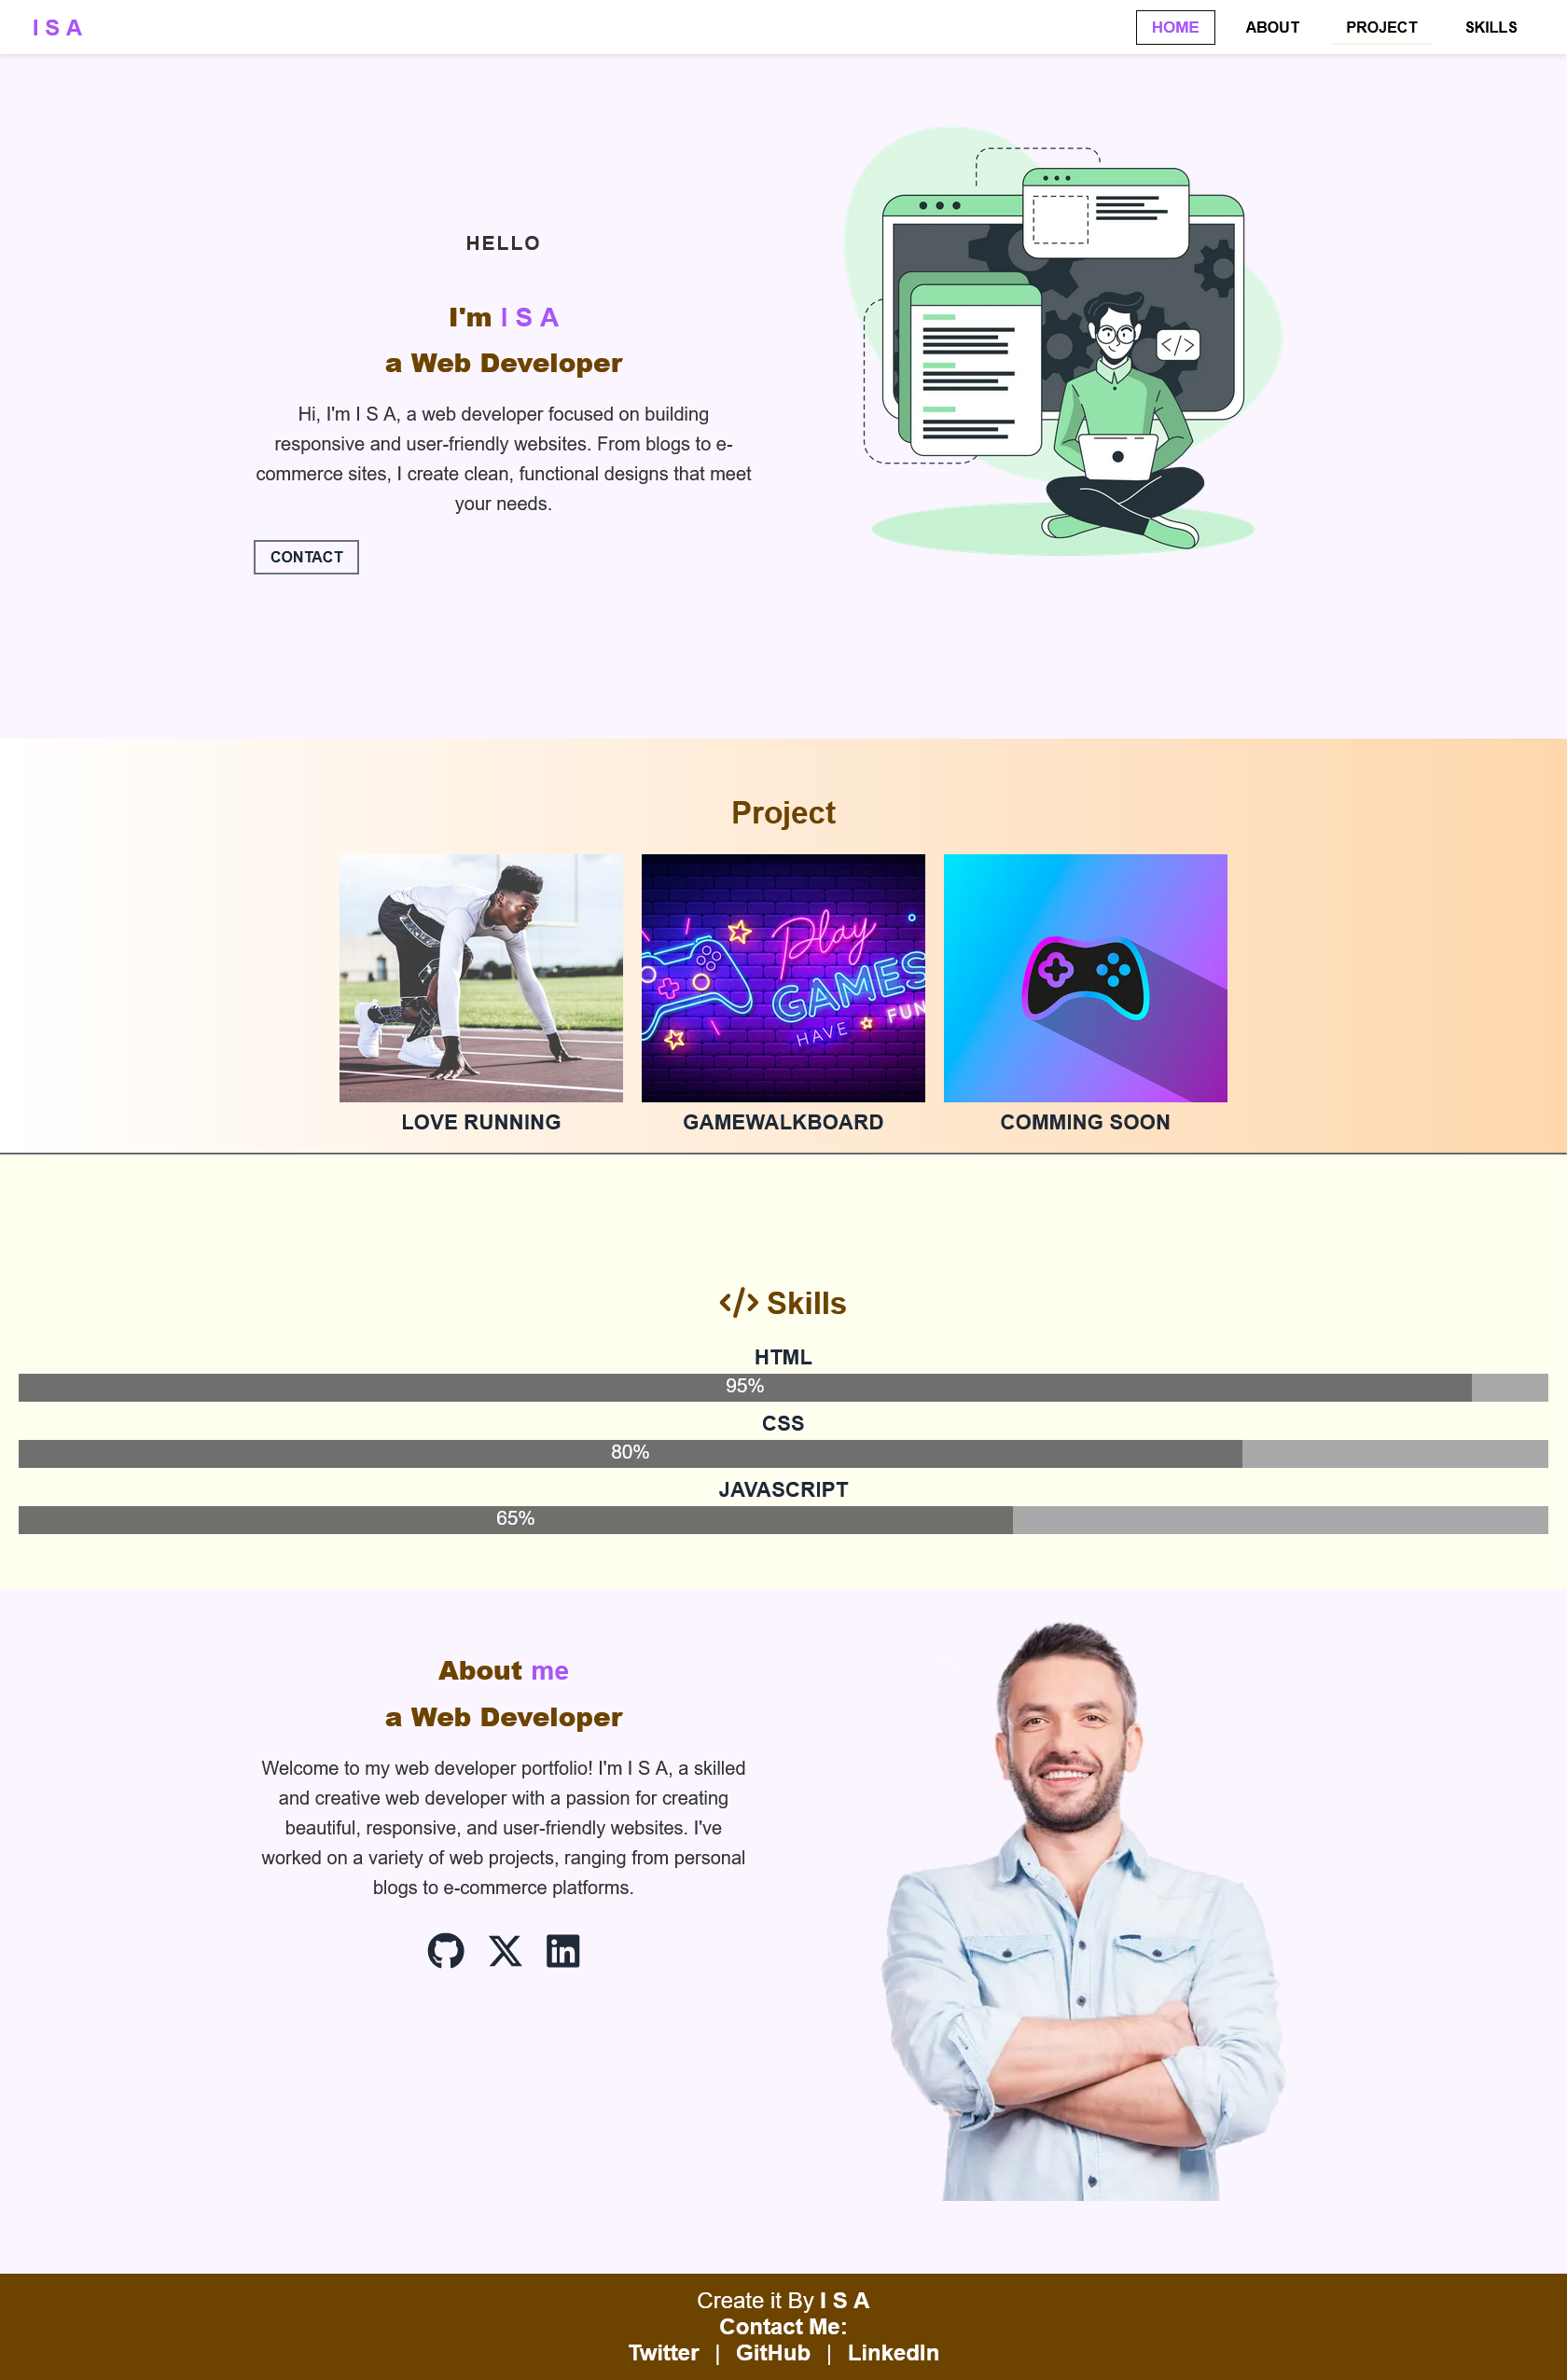 I S A
HOME ABOUT PROJECT SKILLS
HELLO
I'm I S A
a Web Developer
Hi, I'm I S A, a web developer focused on building
responsive and user-friendly websites. From blogs to e-
commerce sites, I create clean, functional designs that meet
your needs.
CONTACT
</>
Project
Play
GAMES
HAVE FUN
LOVE RUNNING
GAMEWALKBOARD
COMMING SOON
</> Skills
HTML
95%
CSS
80%
JAVASCRIPT
65%
About me
a Web Developer
Welcome to my web developer portfolio! I'm I S A, a skilled
and creative web developer with a passion for creating
beautiful, responsive, and user-friendly websites. I've
worked on a variety of web projects, ranging from personal
blogs to e-commerce platforms.
in
Create it By I S A
Contact Me:
Twitter | GitHub | LinkedIn